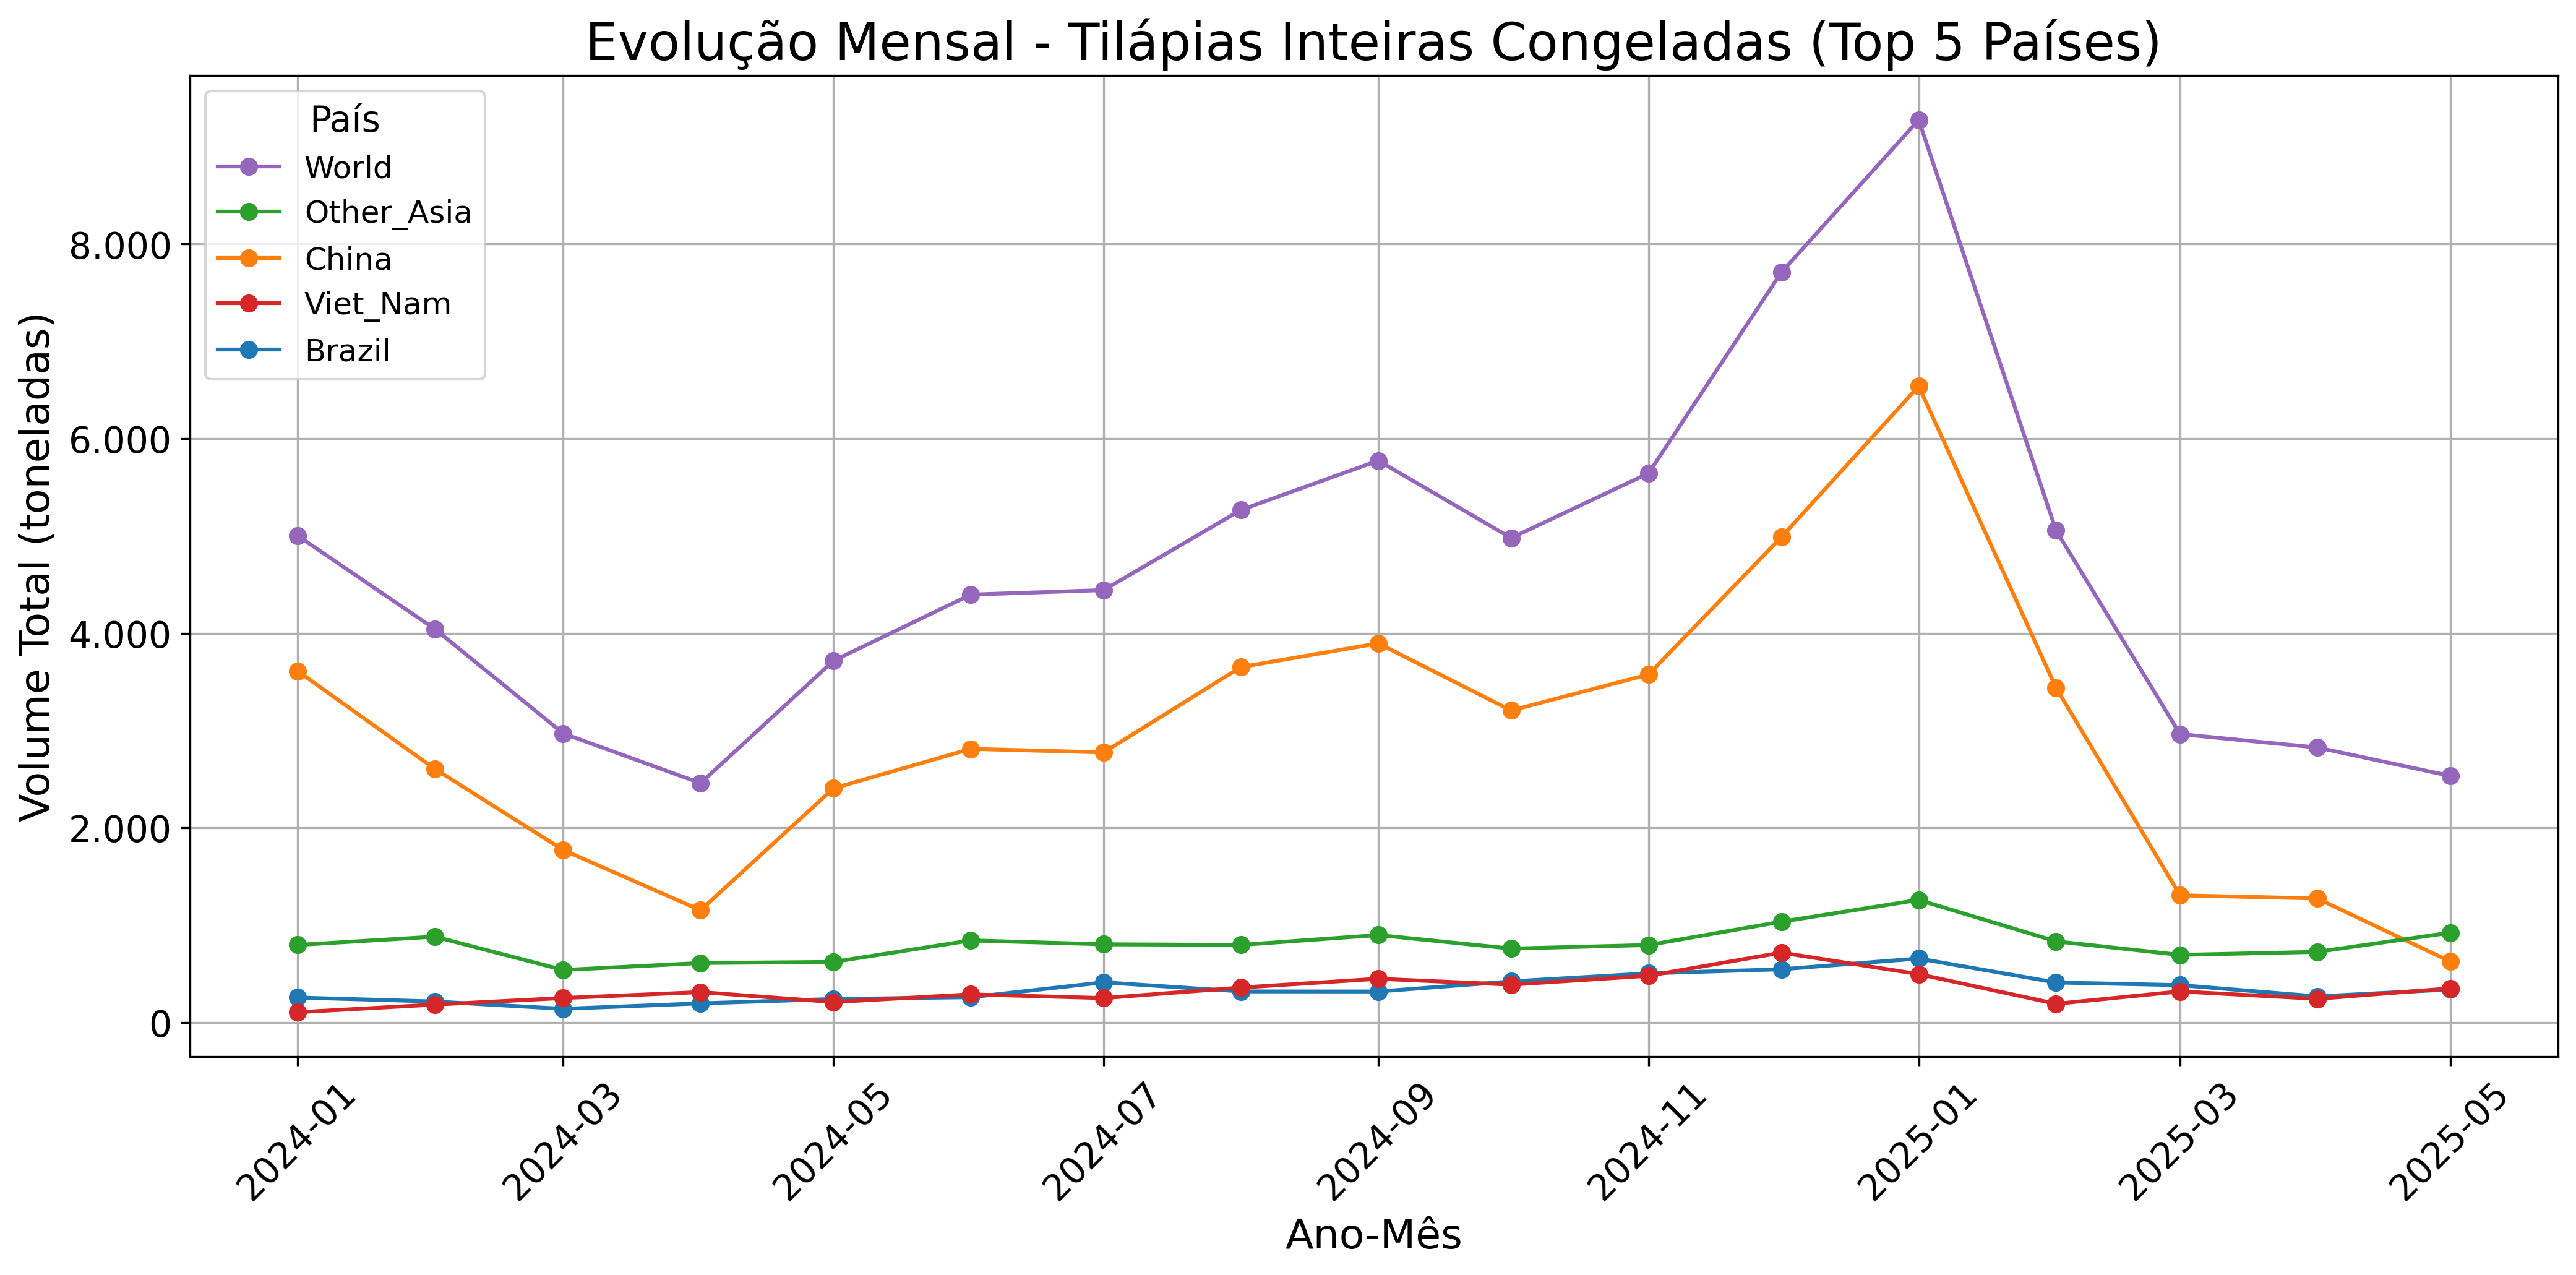 Evolução Mensal - Tilápias Inteiras Congeladas (Top 5 Países)
País
World
Other_Asia
China
Viet_Nam
Brazil
Volume Total (toneladas)
8.000
6.000
4.000
2.000
0
2024-01
2024-03
2024-05
2024-07
2024-09
2024-11
2025-01
2025-03
2025-05
Ano-Mês